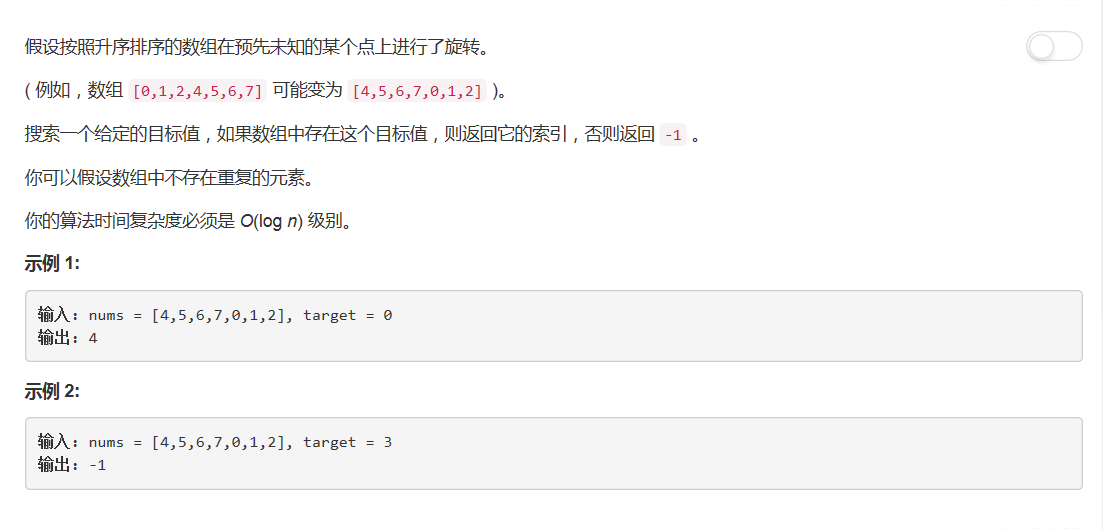 假设按照升序排序的数组在预先未知的某个点上进行了旋转。
( 例如，数组 [0,1,2,4,5,6,7] 可能变为 [4,5,6,7,0,1,2] )。
搜索一个给定的目标值，如果数组中存在这个目标值，则返回它的索引，否则返回 -1 。
你可以假设数组中不存在重复的元素。
你的算法时间复杂度必须是 O(log n) 级别。
示例 1:
输入: nums = [4,5,6,7,0,1,2], target = 0
输出: 4
示例 2:
输入: nums = [4,5,6,7,0,1,2], target = 3
输出: -1